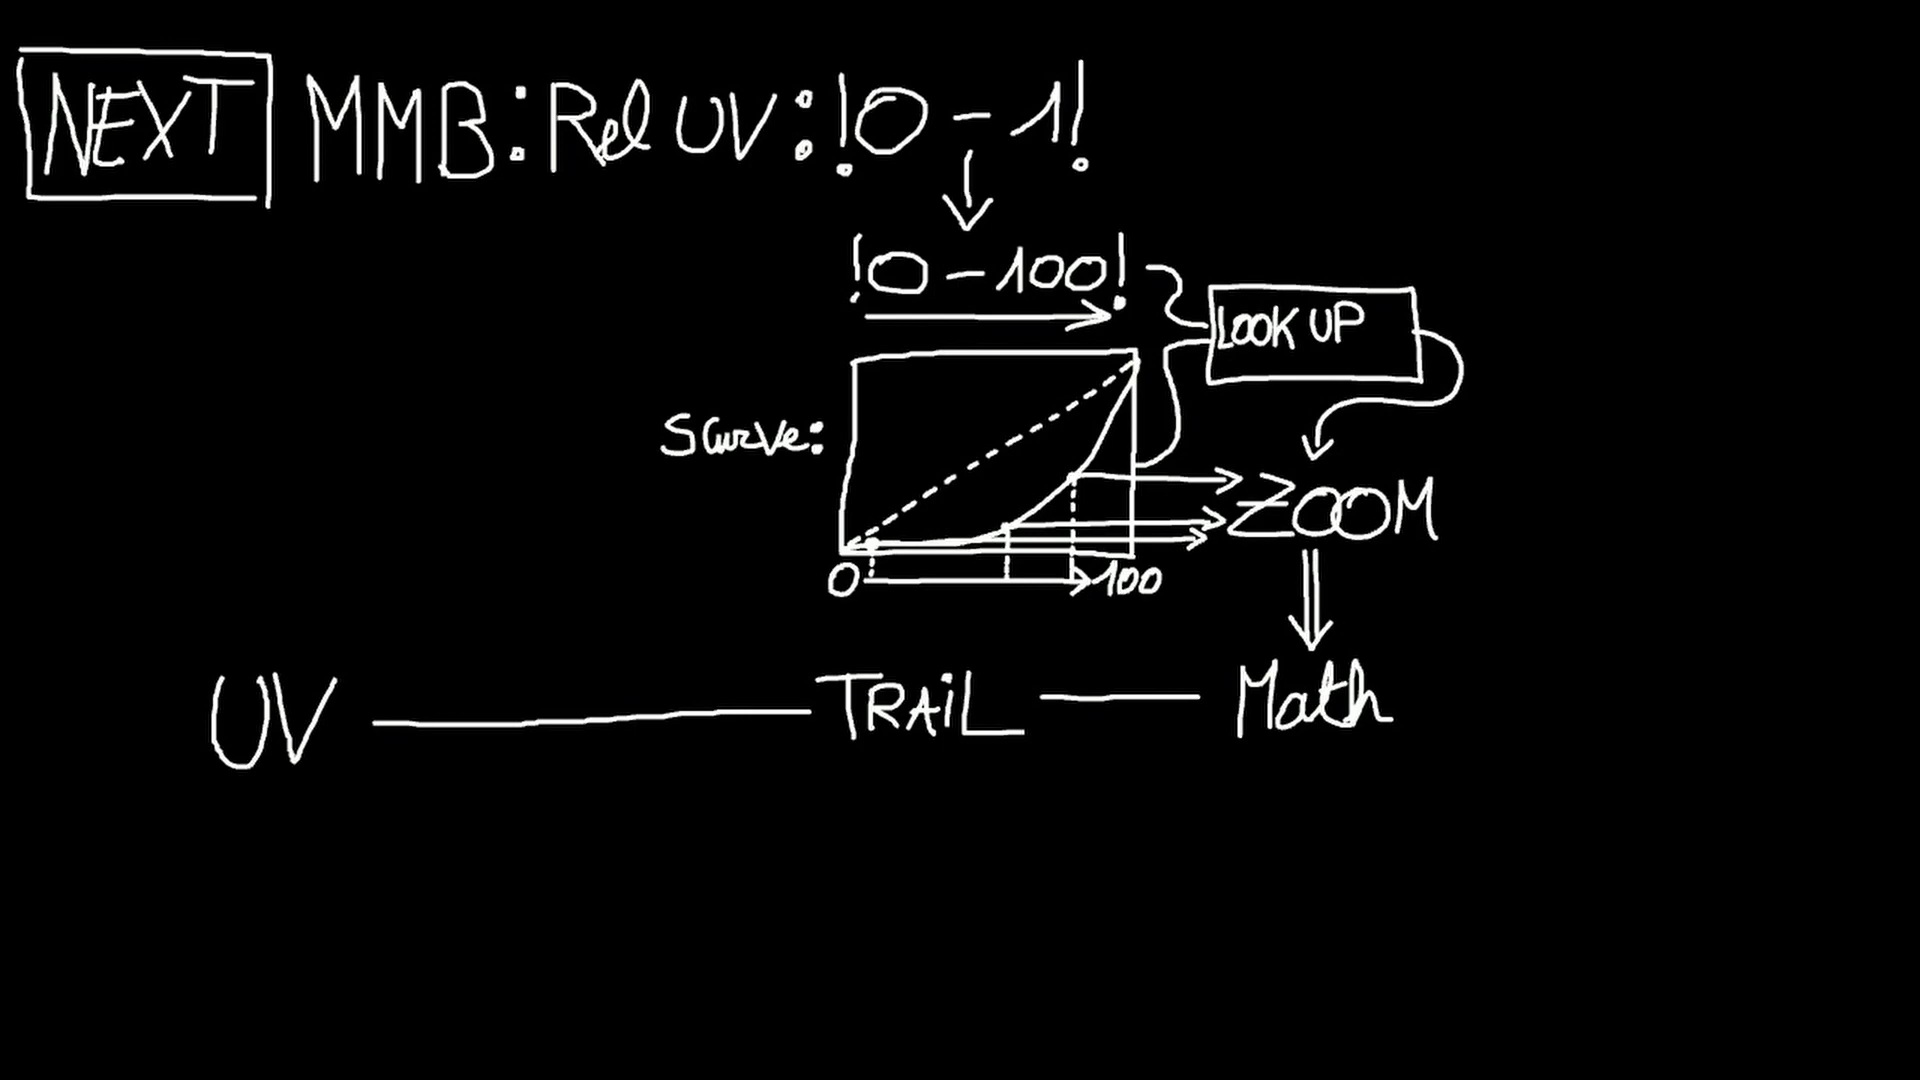 NEXT MMB: Rel UV: !0 - 1!
!0 - 100!
LOOK UP
SCurve:
ZOOM
0 100
UV TRAiL Math